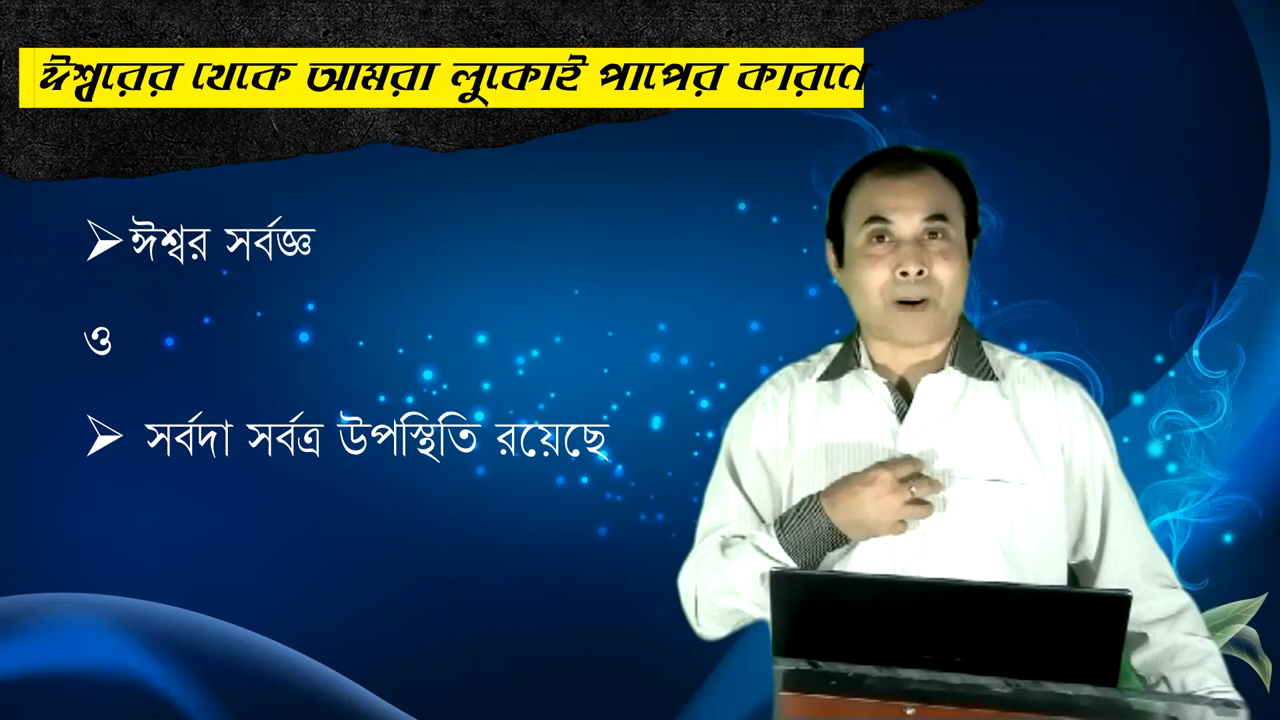 ঈশ্বরের থেকে আমরা লুকোই পাপের কারণে
➢ঈশ্বর সর্বজ্ঞ
ও
➢ সর্বদা সর্বত্র উপস্থিতি রয়েছে